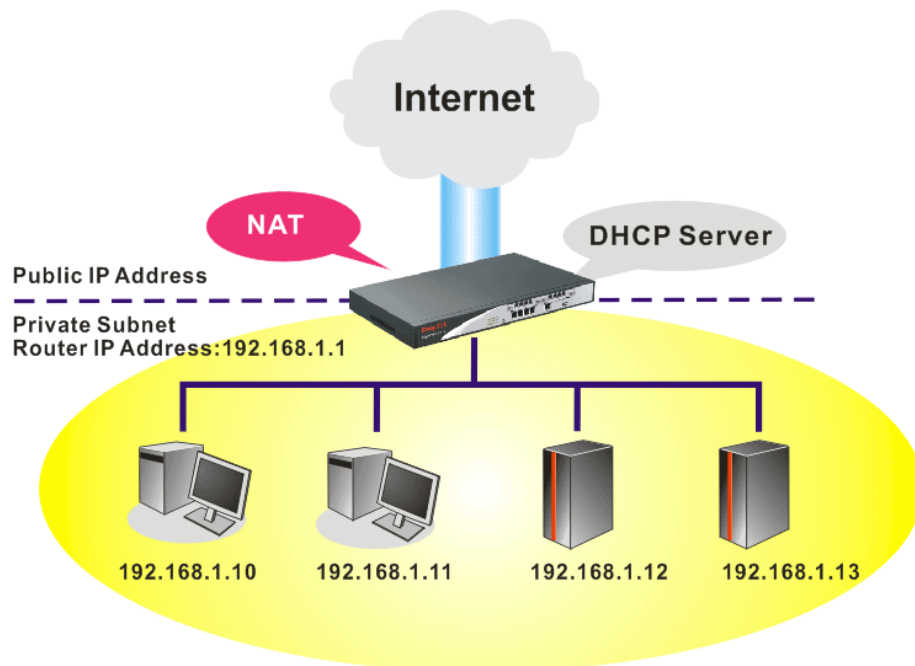 Internet
NAT
DHCP Server
Public IP Address
Private Subnet
Router IP Address:192.168.1.1
192.168.1.10
192.168.1.11
192.168.1.12
192.168.1.13